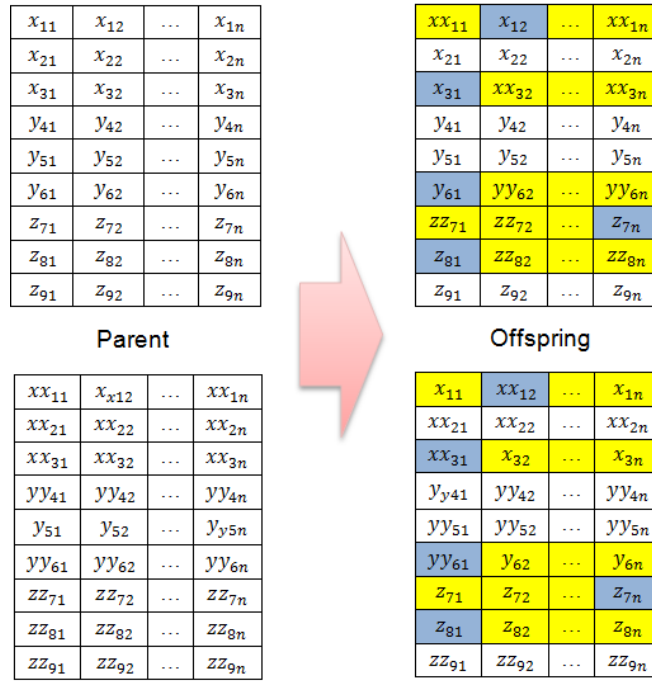 x₁₁ x₁₂ … x₁ₙ
x₂₁ x₂₂ … x₂ₙ
x₃₁ x₃₂ … x₃ₙ
y₄₁ y₄₂ … y₄ₙ
y₅₁ y₅₂ … y₅ₙ
y₆₁ y₆₂ … y₆ₙ
z₇₁ z₇₂ … z₇ₙ
z₈₁ z₈₂ … z₈ₙ
z₉₁ z₉₂ … z₉ₙ
Parent
xx₁₁ xₓ₁₂ … xx₁ₙ
xx₂₁ xx₂₂ … xx₂ₙ
xx₃₁ xx₃₂ … xx₃ₙ
yy₄₁ yy₄₂ … yy₄ₙ
y₅₁ y₅₂ … y_y5n
yy₆₁ yy₆₂ … yy₆ₙ
zz₇₁ zz₇₂ … zz₇ₙ
zz₈₁ zz₈₂ … zz₈ₙ
zz₉₁ zz₉₂ … zz₉ₙ
xx₁₁ x₁₂ … xx₁ₙ
x₂₁ x₂₂ … x₂ₙ
x₃₁ xx₃₂ … xx₃ₙ
y₄₁ y₄₂ … y₄ₙ
y₅₁ y₅₂ … y₅ₙ
y₆₁ yy₆₂ … yy₆ₙ
zz₇₁ zz₇₂ … z₇ₙ
z₈₁ zz₈₂ … zz₈ₙ
z₉₁ z₉₂ … z₉ₙ
Offspring
x₁₁ xx₁₂ … x₁ₙ
xx₂₁ xx₂₂ … xx₂ₙ
xx₃₁ x₃₂ … x₃ₙ
y_y41 yy₄₂ … yy₄ₙ
yy₅₁ yy₅₂ … yy₅ₙ
yy₆₁ y₆₂ … y₆ₙ
z₇₁ z₇₂ … z₇ₙ
z₈₁ z₈₂ … z₈ₙ
zz₉₁ zz₉₂ … zz₉ₙ